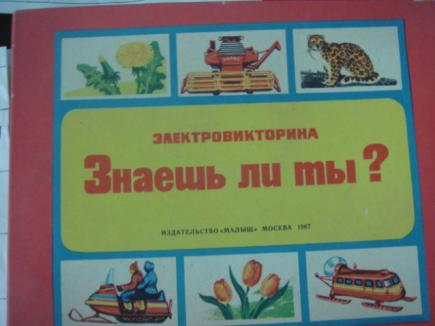 ЭЛЕКТРОВИКТОРИНА
Знаешь ли ты?
ИЗДАТЕЛЬСТВО «МАЛЫШ» МОСКВА 1987